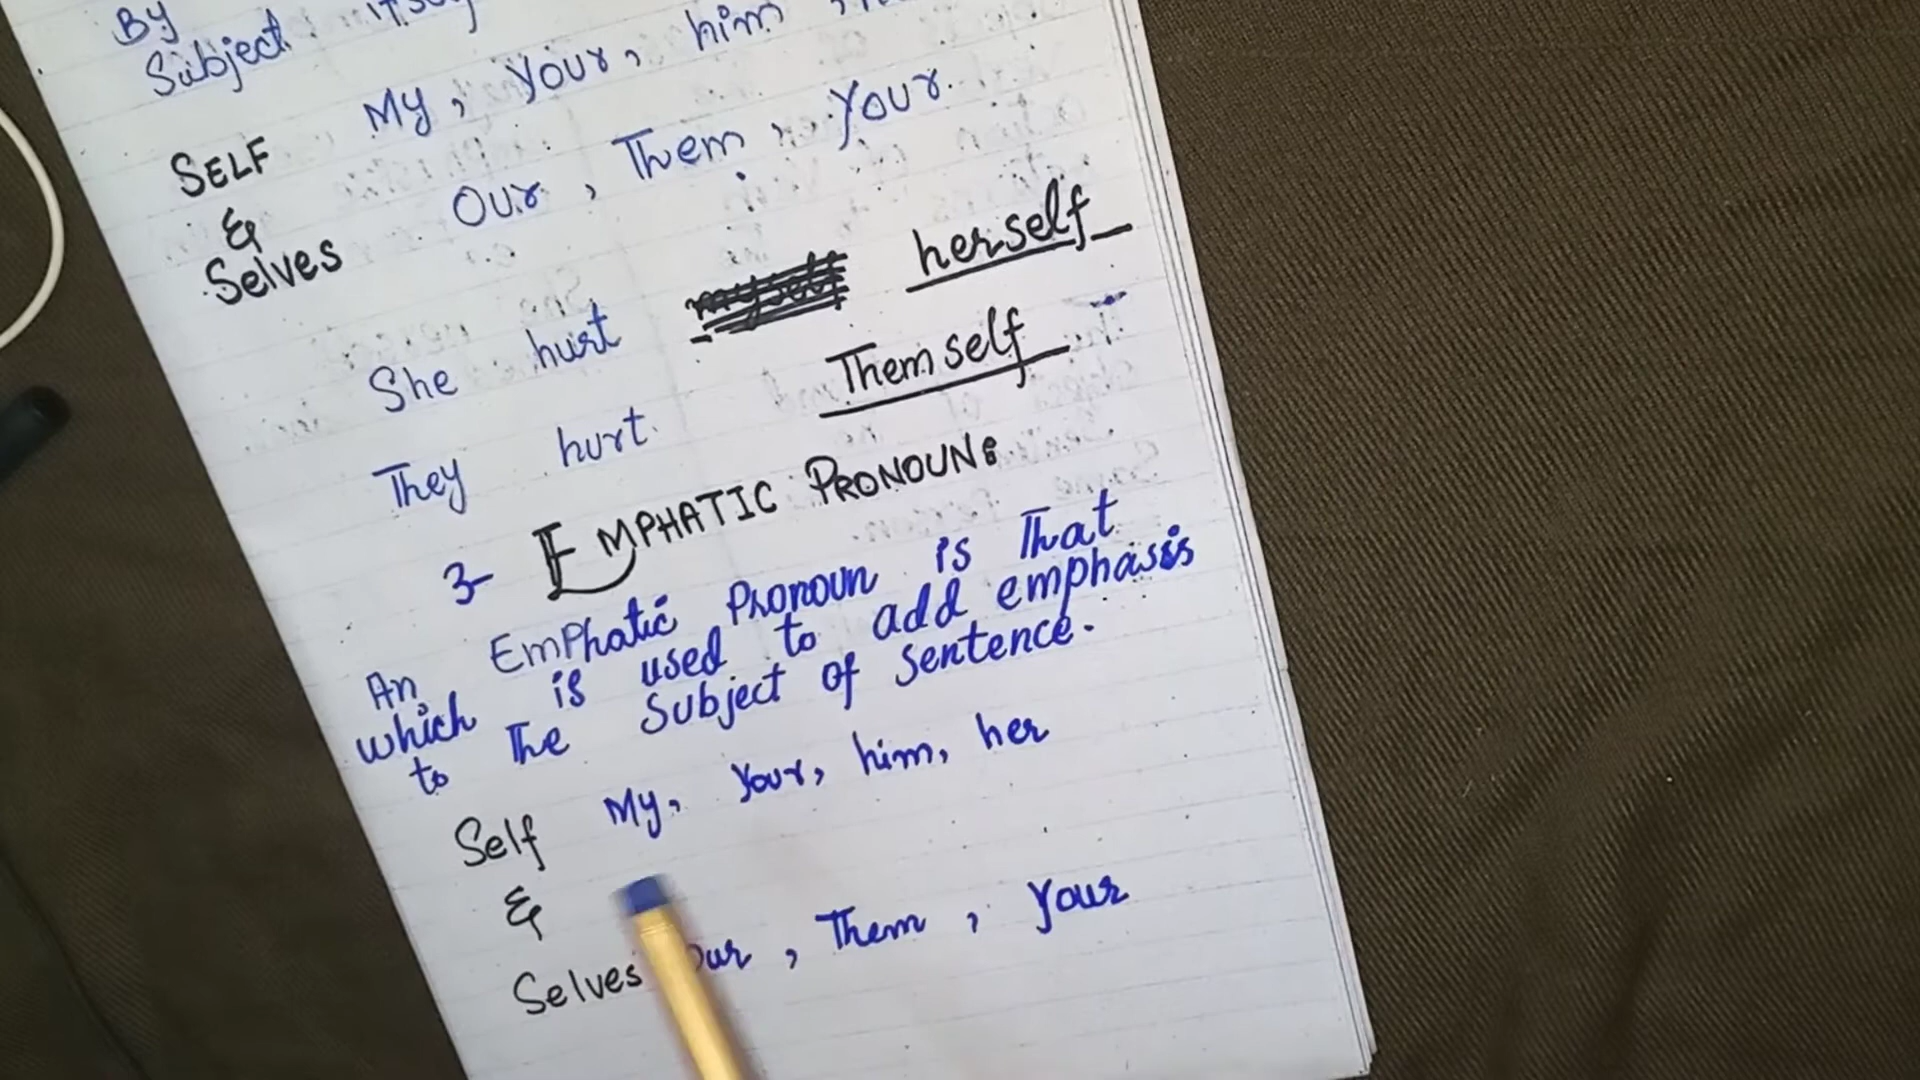 By
Subject itself
SELF My, Your, him,
& Our, Them, Your
Selves
She hurt herself
They hurt Themself
3- EMPHATIC PRONOUN:
An Emphatic Pronoun is That
which is used to add emphasis
to The Subject of Sentence.
Self My, Your, him, her
&
Selves Our, Them, Your